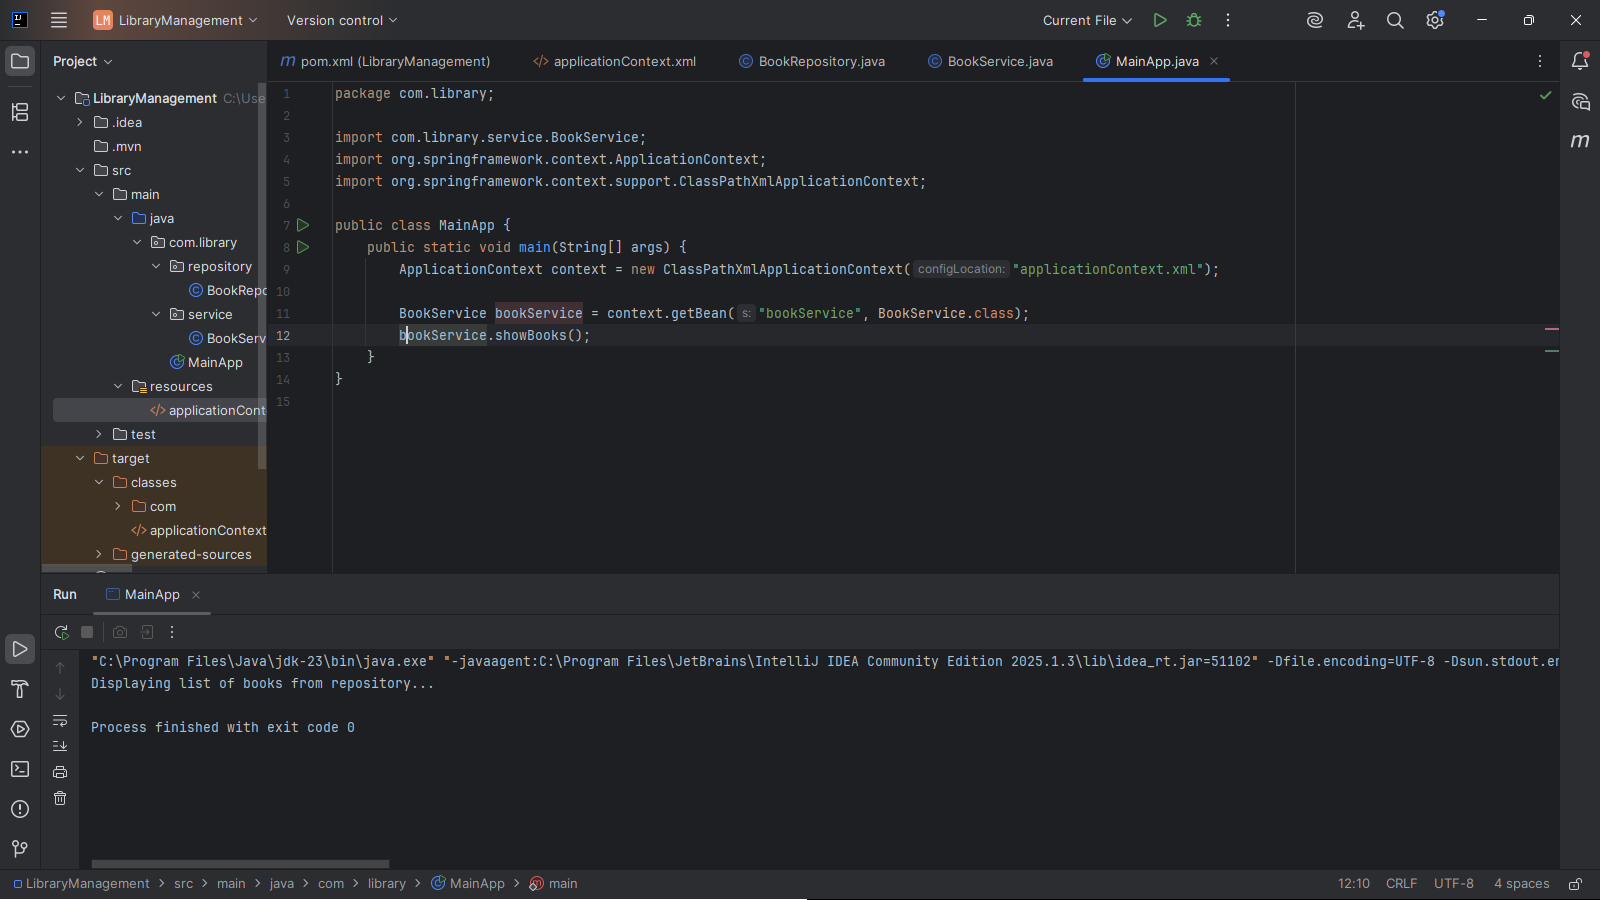 LM LibraryManagement Version control Current File
Project
pom.xml (LibraryManagement) applicationContext.xml BookRepository.java BookService.java MainApp.java
LibraryManagement C:\Use
.idea
.mvn
src
main
java
com.library
repository
BookRepo
service
BookServ
MainApp
resources
applicationCont
test
target
classes
com
applicationContext
generated-sources
1 package com.library;
2
3 import com.library.service.BookService;
4 import org.springframework.context.ApplicationContext;
5 import org.springframework.context.support.ClassPathXmlApplicationContext;
6
7 public class MainApp {
8 public static void main(String[] args) {
9 ApplicationContext context = new ClassPathXmlApplicationContext( configLocation: "applicationContext.xml");
10
11 BookService bookService = context.getBean( s: "bookService", BookService.class);
12 bookService.showBooks();
13 }
14 }
15
Run MainApp
"C:\Program Files\Java\jdk-23\bin\java.exe" "-javaagent:C:\Program Files\JetBrains\IntelliJ IDEA Community Edition 2025.1.3\lib\idea_rt.jar=51102" -Dfile.encoding=UTF-8 -Dsun.stdout.en
Displaying list of books from repository...
Process finished with exit code 0
LibraryManagement > src > main > java > com > library > MainApp > main 12:10 CRLF UTF-8 4 spaces